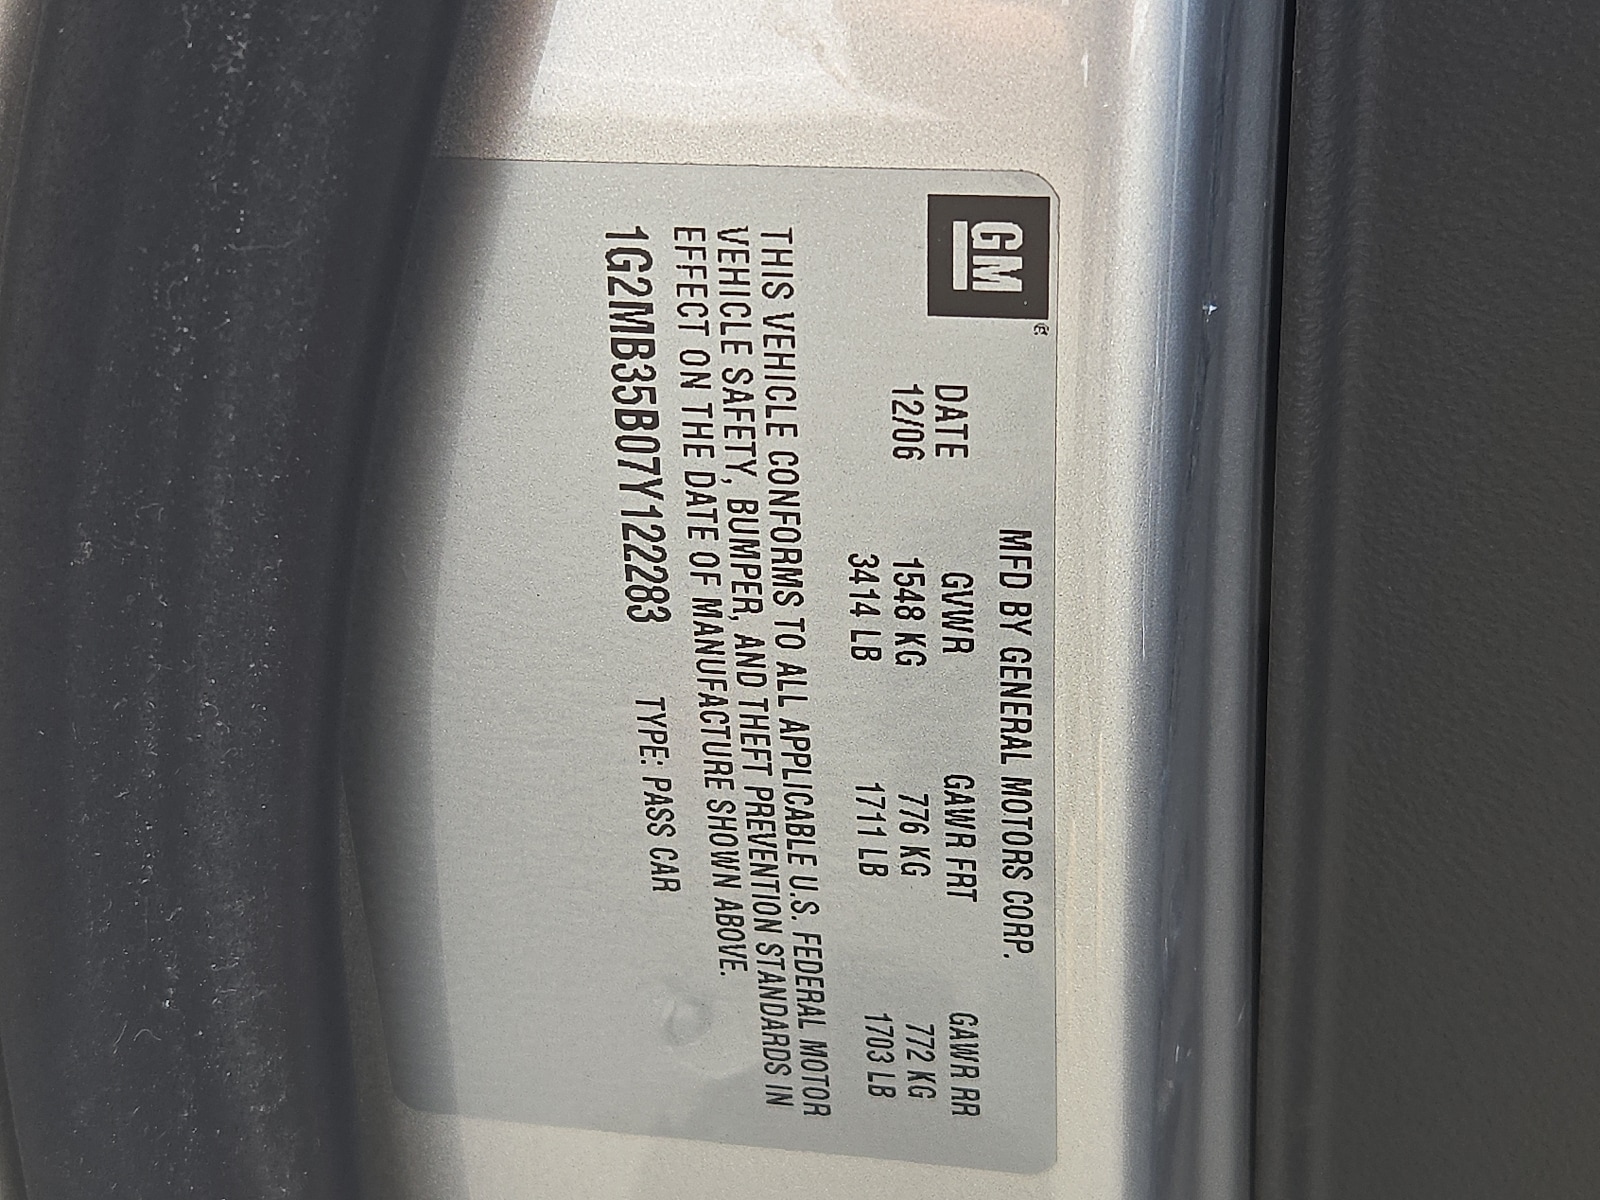 GM®
MFD BY GENERAL MOTORS CORP.
DATE GVWR GAWR FRT GAWR RR
12/06 1548 KG 776 KG 772 KG
3414 LB 1711 LB 1703 LB
THIS VEHICLE CONFORMS TO ALL APPLICABLE U.S. FEDERAL MOTOR
VEHICLE SAFETY, BUMPER, AND THEFT PREVENTION STANDARDS IN
EFFECT ON THE DATE OF MANUFACTURE SHOWN ABOVE.
1G2MB35B07Y122283 TYPE: PASS CAR